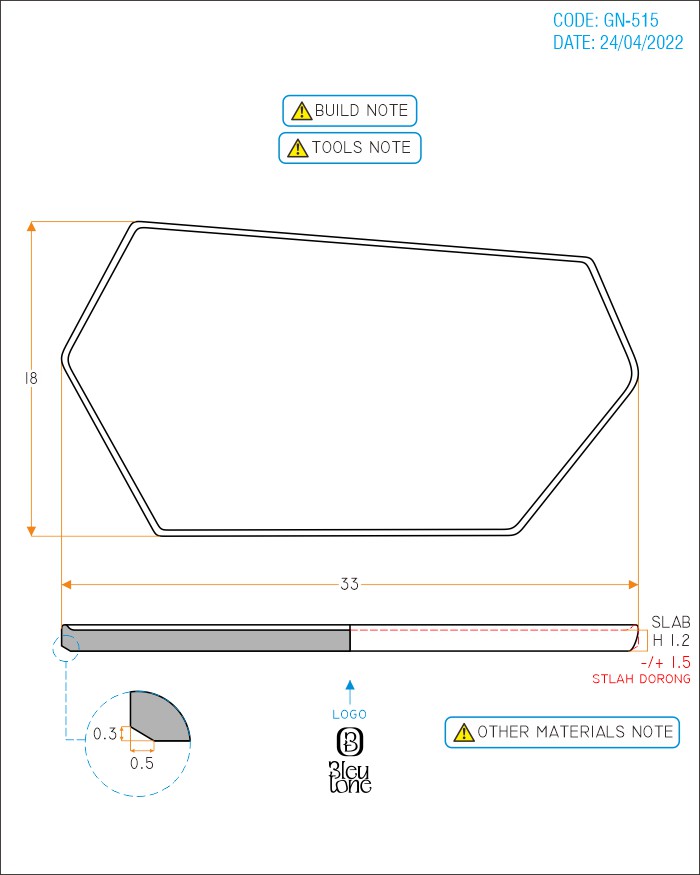 CODE: GN-515
DATE: 24/04/2022
BUILD NOTE
TOOLS NOTE
18
33
SLAB
H 1.2
-/+ 1.5
STLAH DORONG
0.3
0.5
LOGO
B
Bleu
tone
OTHER MATERIALS NOTE